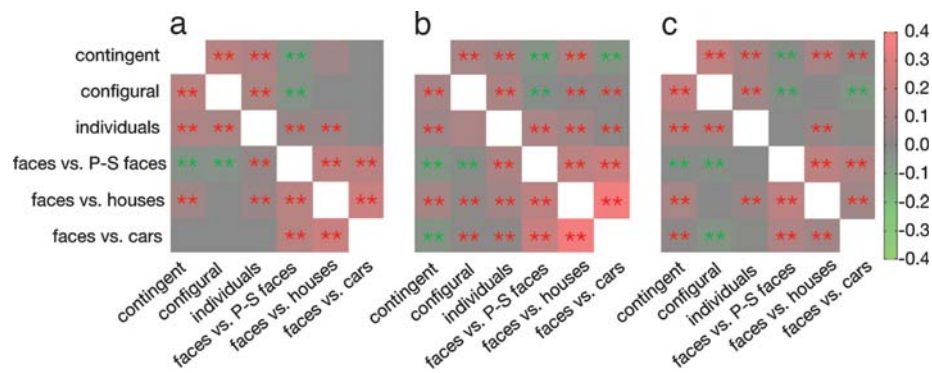 a b c
contingent ** ** ** ** ** ** ** ** ** ** ** ** **
configural ** ** ** ** ** ** ** ** ** ** ** **
individuals ** ** ** ** ** ** ** ** ** ** **
faces vs. P-S faces ** ** ** ** ** ** ** ** ** ** ** ** ** **
faces vs. houses ** ** ** ** ** ** ** ** ** ** ** ** **
faces vs. cars ** ** ** ** ** ** ** ** ** ** **
0.4
0.3
0.2
0.1
0.0
-0.1
-0.2
-0.3
-0.4
contingent
configural
individuals
faces vs. P-S faces
faces vs. houses
faces vs. cars
contingent
configural
individuals
faces vs. P-S faces
faces vs. houses
faces vs. cars
contingent
configural
individuals
faces vs. P-S faces
faces vs. houses
faces vs. cars